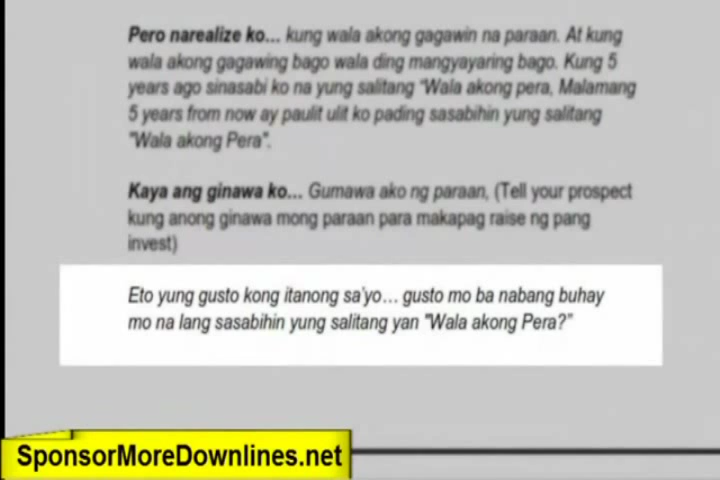 Pero narealize ko... kung wala akong gagawin na paraan. At kung
wala akong gagawing bago wala ding mangyayaring bago. Kung 5
years ago sinasabi ko na yung salitang "Wala akong pera, Malamang
5 years from now ay paulit ulit ko pading sasabihin yung salitang
"Wala akong Pera".
Kaya ang ginawa ko... Gumawa ako ng paraan, (Tell your prospect
kung anong ginawa mong paraan para makapag raise ng pang
invest)
Eto yung gusto kong itanong sa'yo... gusto mo ba nabang buhay
mo na lang sasabihin yung salitang yan "Wala akong Pera?"
SponsorMoreDownlines.net